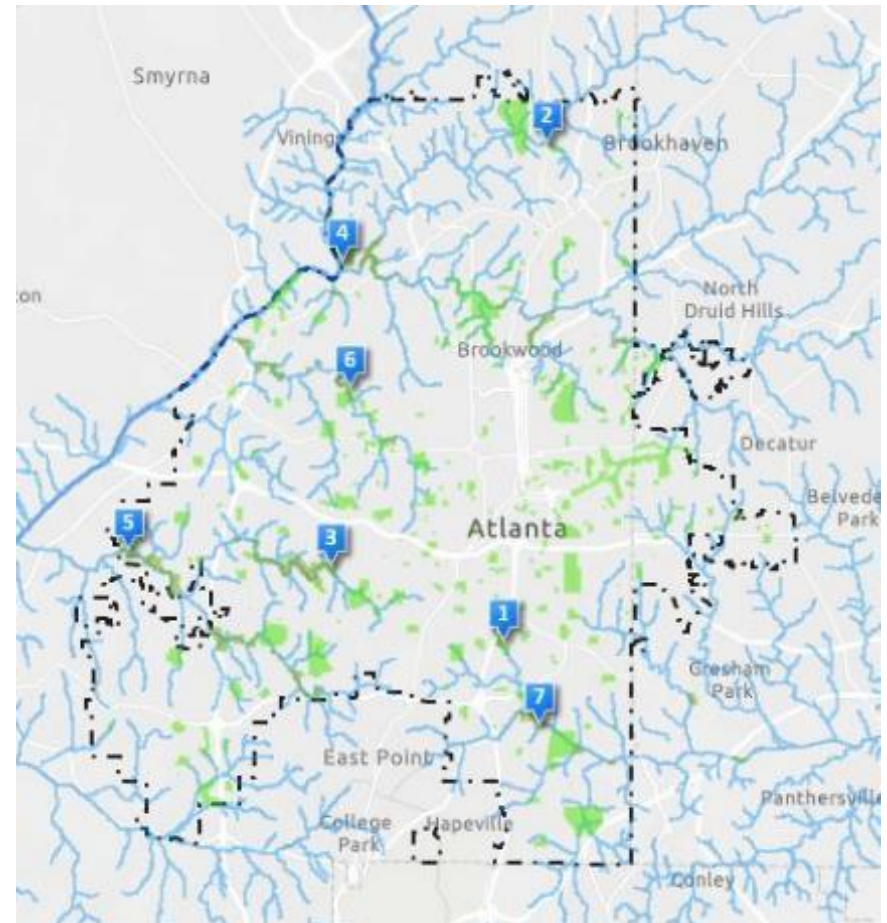 Smyrna
2
Vining
Brookhaven
4
ton
North
Druid Hills
Brookwood
6
Decatur
Belvede
Park
5
3
Atlanta
1
Gresham
Park
7
East Point
Panthersville
College
Park
Hapeville
Conley